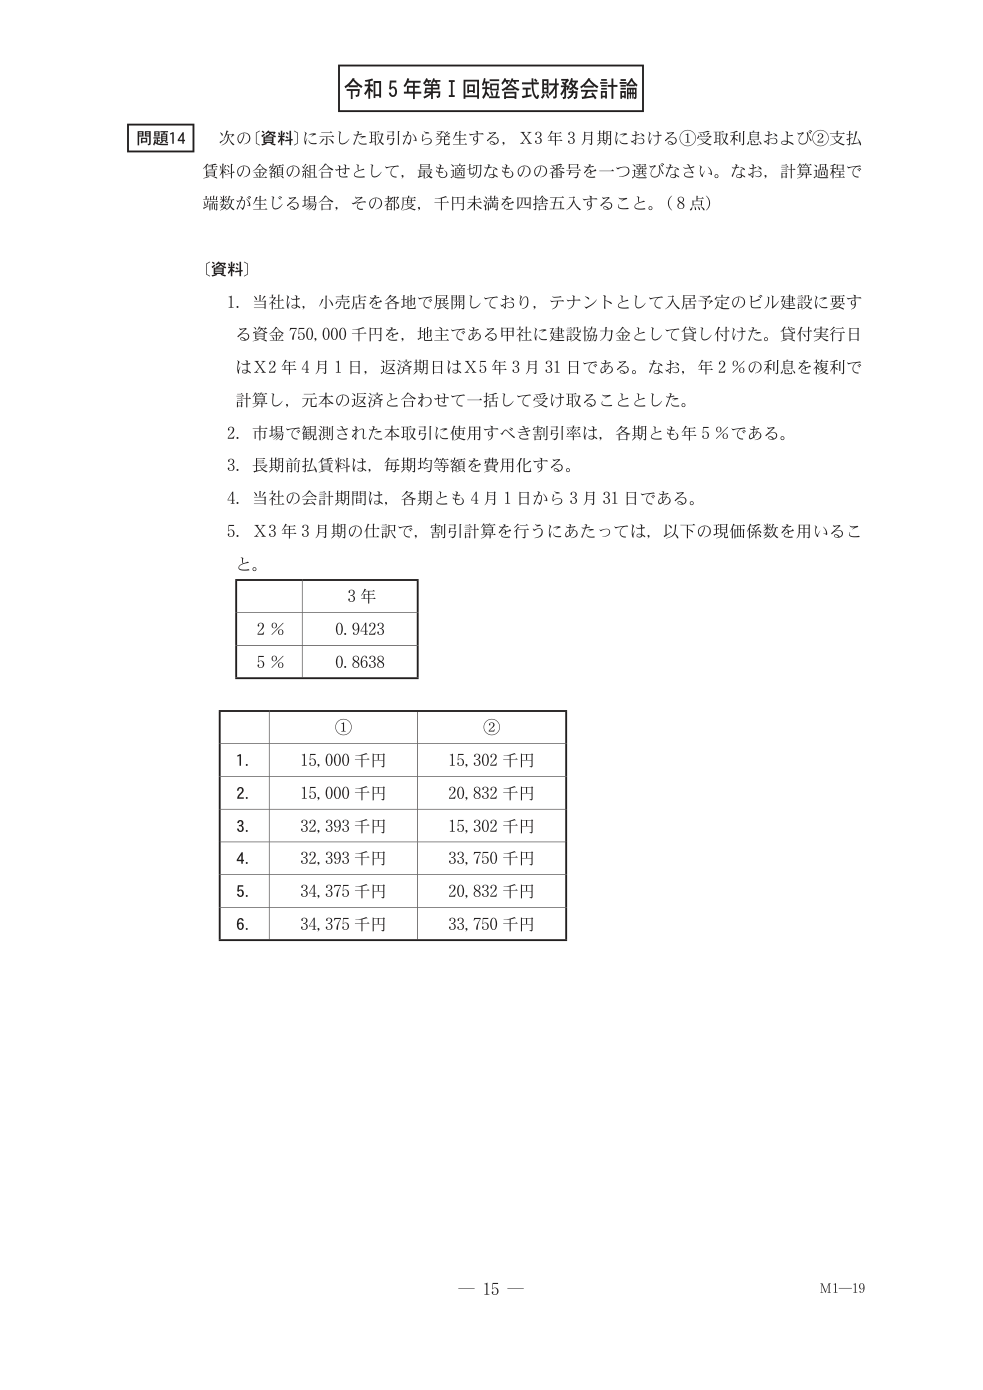 令和5年第Ⅰ回短答式財務会計論
問題14 次の〔資料〕に示した取引から発生する，X3年3月期における①受取利息および②支払
賃料の金額の組合せとして，最も適切なものの番号を一つ選びなさい。なお，計算過程で
端数が生じる場合，その都度，千円未満を四捨五入すること。（8点）
〔資料〕
1. 当社は，小売店を各地で展開しており，テナントとして入居予定のビル建設に要す
る資金750,000千円を，地主である甲社に建設協力金として貸し付けた。貸付実行日
はX2年4月1日，返済期日はX5年3月31日である。なお，年2％の利息を複利で
計算し，元本の返済と合わせて一括して受け取ることとした。
2. 市場で観測された本取引に使用すべき割引率は，各期とも年5％である。
3. 長期前払賃料は，毎期均等額を費用化する。
4. 当社の会計期間は，各期とも4月1日から3月31日である。
5. X3年3月期の仕訳で，割引計算を行うにあたっては，以下の現価係数を用いるこ
と。
3年
2％ 0.9423
5％ 0.8638
① ②
1. 15,000千円 15,302千円
2. 15,000千円 20,832千円
3. 32,393千円 15,302千円
4. 32,393千円 33,750千円
5. 34,375千円 20,832千円
6. 34,375千円 33,750千円
— 15 —
M1—19